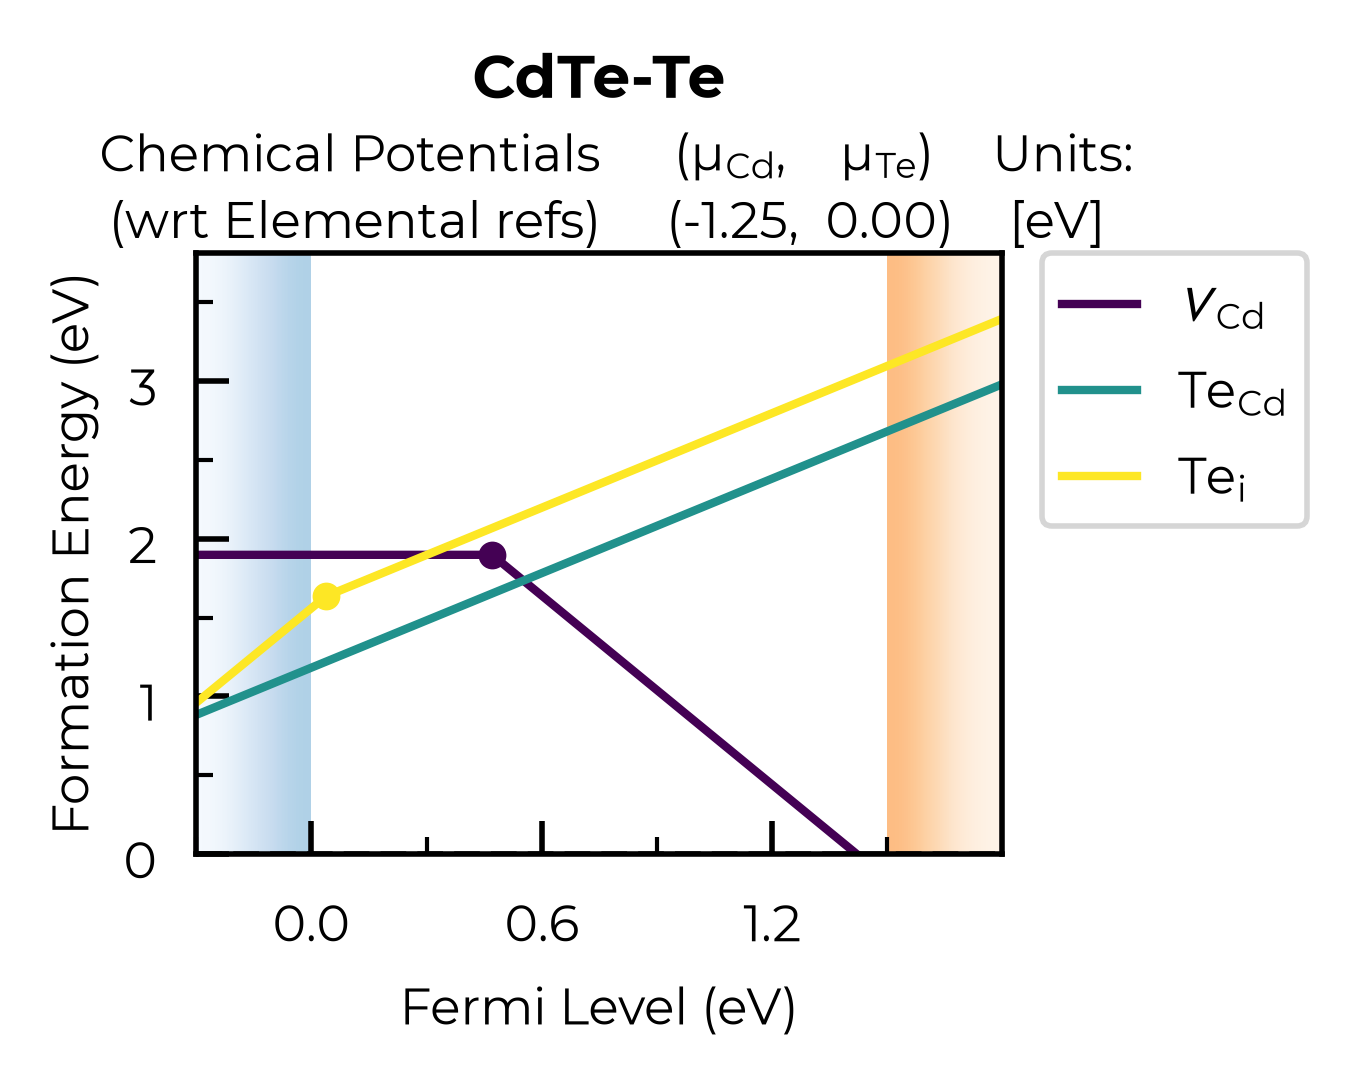 CdTe-Te
Chemical Potentials (μCd, μTe) Units:
(wrt Elemental refs) (-1.25, 0.00) [eV]
Formation Energy (eV)
3
2
1
0
0.0 0.6 1.2
Fermi Level (eV)
VCd
TeCd
Tei